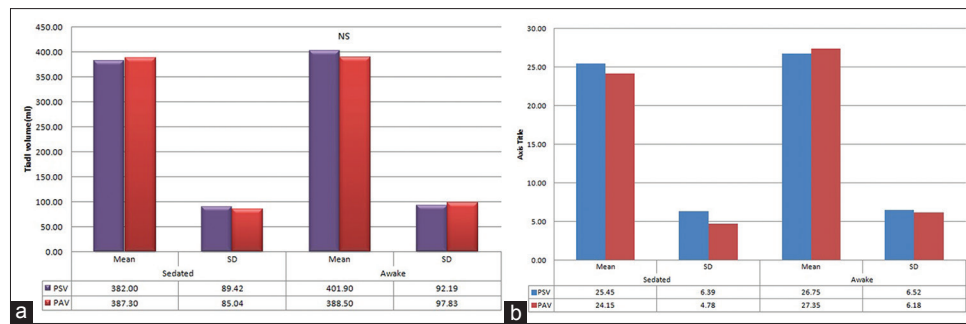 450.00
400.00
350.00
300.00
250.00
200.00
150.00
100.00
50.00
0.00
Tiadl volume(ml)
NS
Mean SD Mean SD
Sedated Awake
PSV 382.00 89.42 401.90 92.19
PAV 387.30 85.04 388.50 97.83
a
30.00
25.00
20.00
15.00
10.00
5.00
0.00
Axis Title
Mean SD Mean SD
Sedated Awake
PSV 25.45 6.39 26.75 6.52
PAV 24.15 4.78 27.35 6.18
b